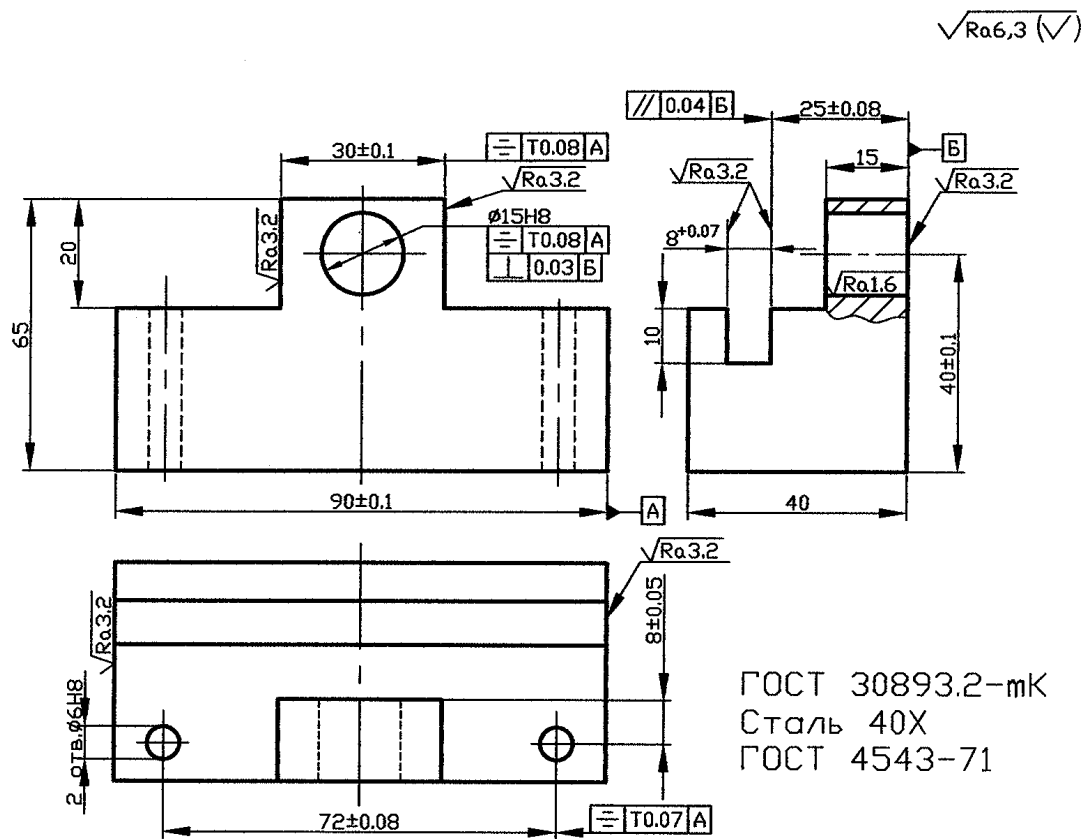 √Ra6,3 (√)
// 0.04 Б
25±0.08
30±0.1
⌯ T0.08 А
15
Б
√Ra3.2
√Ra3.2
√Ra3.2
√Ra3.2
20
⌀15H8
⌯ T0.08 А
⊥ 0.03 Б
8+0.07
√Ra1.6
65
10
40±0.1
90±0.1
А
40
√Ra3.2
√Ra3.2
8±0.05
2 отв.⌀6H8
72±0.08
⌯ T0.07 А
ГОСТ 30893.2-mK
Сталь 40Х
ГОСТ 4543-71